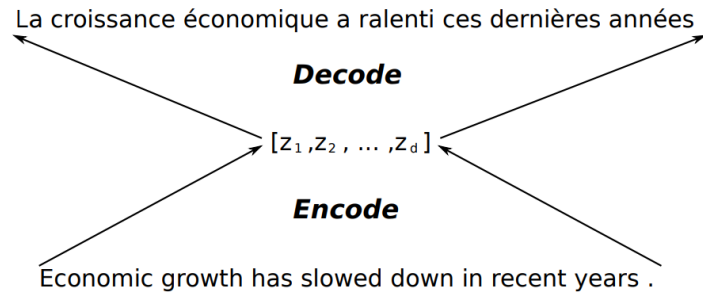 La croissance économique a ralenti ces dernières années
Decode
[z1 ,z2 , ... ,zd ]
Encode
Economic growth has slowed down in recent years .